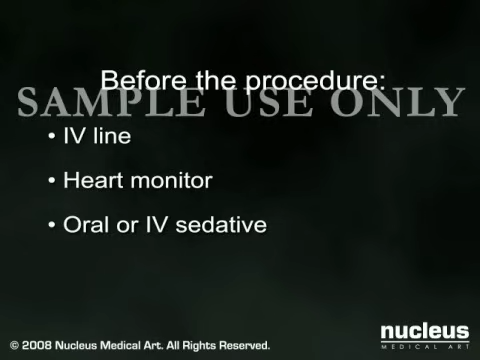 Before the procedure:
SAMPLE USE ONLY
• IV line
• Heart monitor
• Oral or IV sedative
nucleus
MEDICAL ART
© 2008 Nucleus Medical Art. All Rights Reserved.